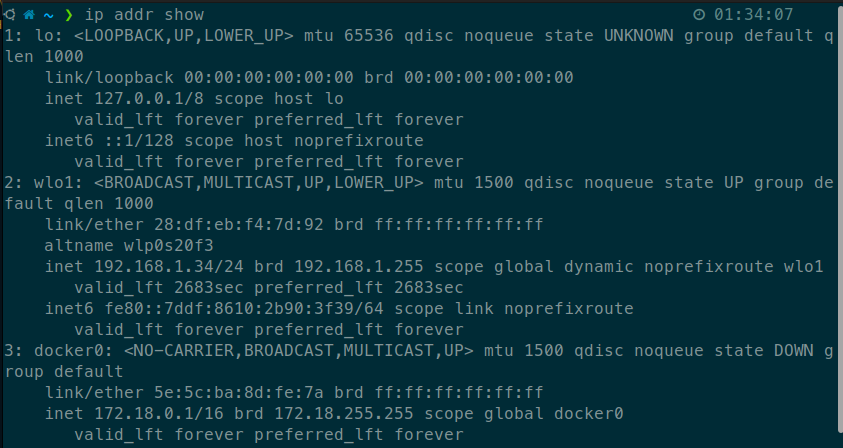 ~ ❯ ip addr show 01:34:07
1: lo: <LOOPBACK,UP,LOWER_UP> mtu 65536 qdisc noqueue state UNKNOWN group default q
len 1000
    link/loopback 00:00:00:00:00:00 brd 00:00:00:00:00:00
    inet 127.0.0.1/8 scope host lo
       valid_lft forever preferred_lft forever
    inet6 ::1/128 scope host noprefixroute
       valid_lft forever preferred_lft forever
2: wlo1: <BROADCAST,MULTICAST,UP,LOWER_UP> mtu 1500 qdisc noqueue state UP group de
fault qlen 1000
    link/ether 28:df:eb:f4:7d:92 brd ff:ff:ff:ff:ff:ff
    altname wlp0s20f3
    inet 192.168.1.34/24 brd 192.168.1.255 scope global dynamic noprefixroute wlo1
       valid_lft 2683sec preferred_lft 2683sec
    inet6 fe80::7ddf:8610:2b90:3f39/64 scope link noprefixroute
       valid_lft forever preferred_lft forever
3: docker0: <NO-CARRIER,BROADCAST,MULTICAST,UP> mtu 1500 qdisc noqueue state DOWN g
roup default
    link/ether 5e:5c:ba:8d:fe:7a brd ff:ff:ff:ff:ff:ff
    inet 172.18.0.1/16 brd 172.18.255.255 scope global docker0
       valid_lft forever preferred_lft forever